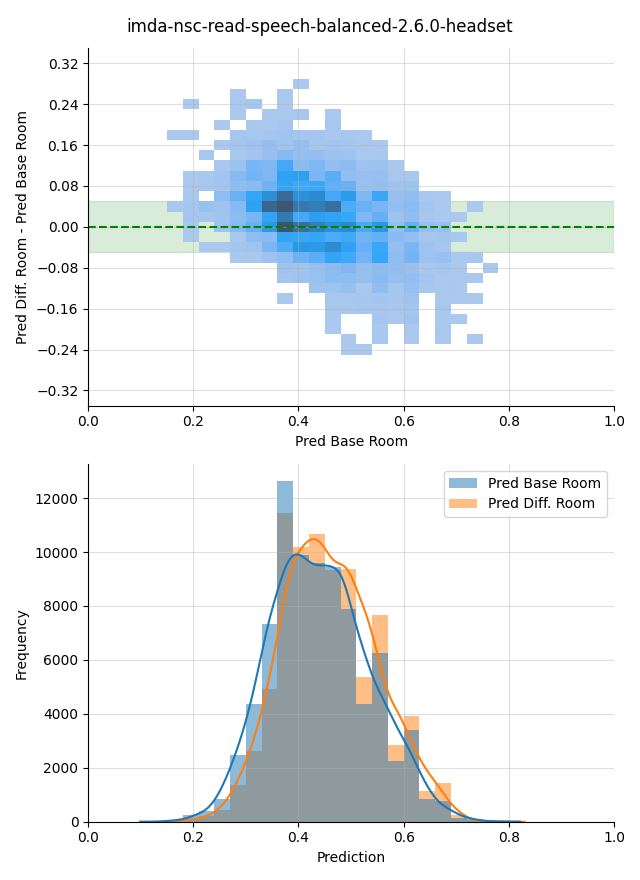 imda-nsc-read-speech-balanced-2.6.0-headset
0.32
0.24
0.16
0.08
0.00
−0.08
−0.16
−0.24
−0.32
Pred Diff. Room - Pred Base Room
0.0 0.2 0.4 0.6 0.8 1.0
Pred Base Room
Pred Base Room
Pred Diff. Room
12000
10000
8000
6000
4000
2000
0
Frequency
0.0 0.2 0.4 0.6 0.8 1.0
Prediction